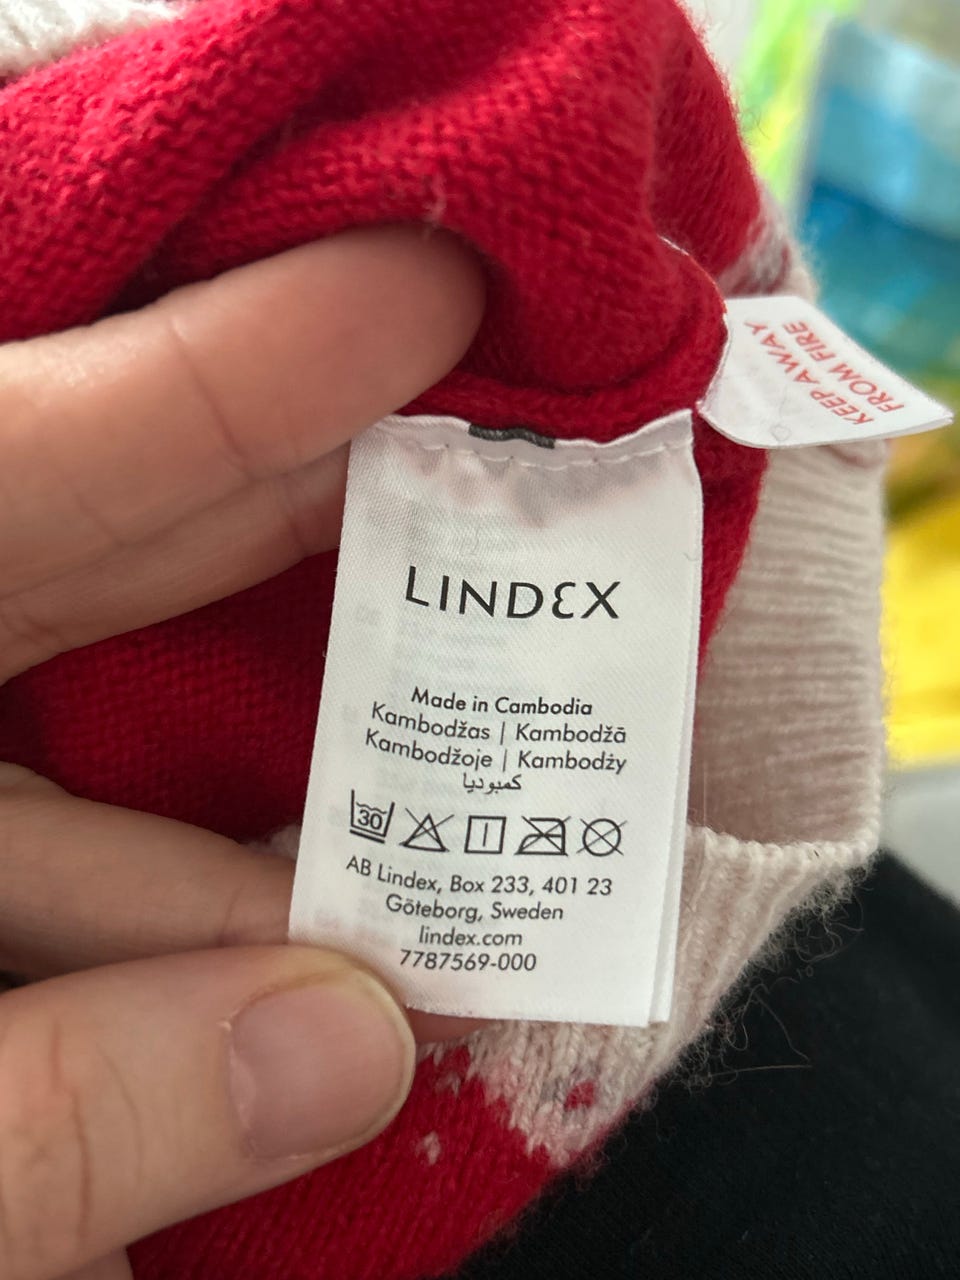 KEEP AWAY
FROM FIRE
LINDEX
Made in Cambodia
Kambodžas | Kambodžā
Kambodžoje | Kambodży
كمبوديا
30
AB Lindex, Box 233, 401 23
Göteborg, Sweden
lindex.com
7787569-000